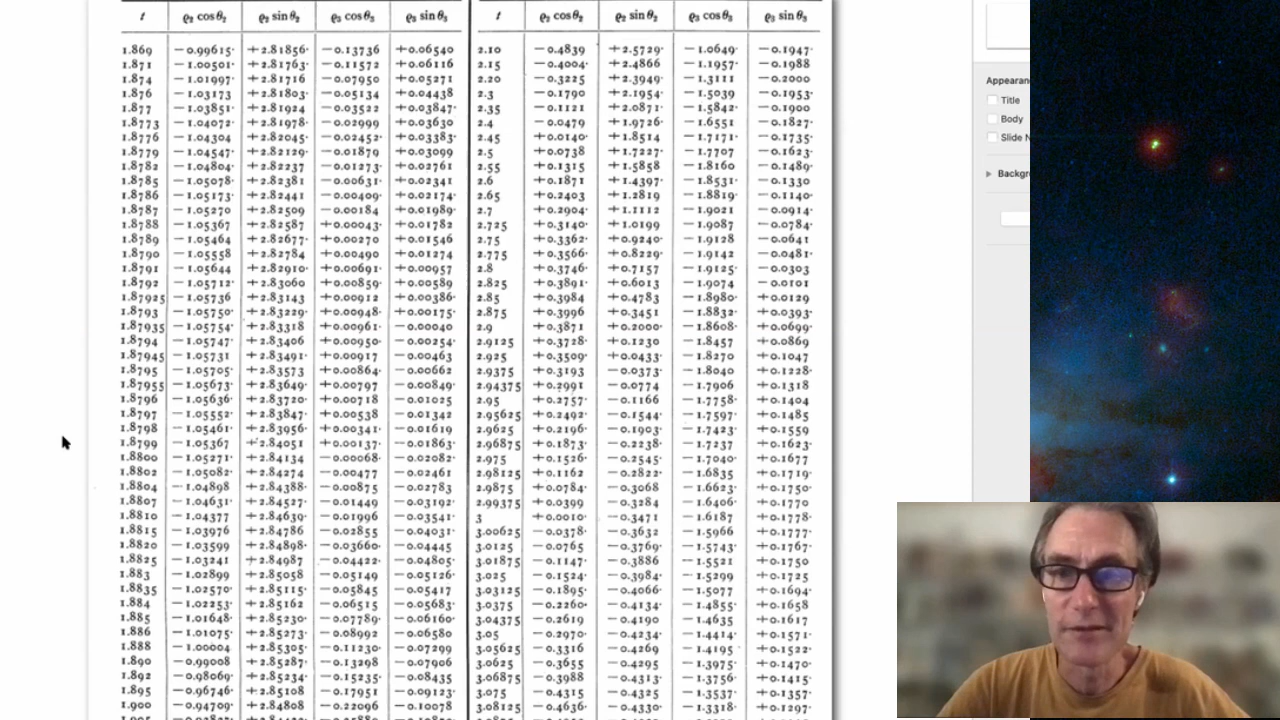 t ϱ₂ cos θ₂ ϱ₂ sin θ₂ ϱ₃ cos θ₃ ϱ₃ sin θ₃ t ϱ₂ cos θ₂ ϱ₂ sin θ₂ ϱ₃ cos θ₃ ϱ₃ sin θ₃
1.869 −0.99615· +2.81856· −0.13736 +0.06540 2.10 −0.4839 +2.5729· −1.0649· −0.1947·
1.871 −1.00501· +2.81763· −0.11572 +0.06116 2.15 −0.4004· +2.4866 −1.1957· −0.1988
1.874 −1.01997· +2.81716 −0.07950 +0.05271 2.20 −0.3225 +2.3949· −1.3111 −0.2000
1.876 −1.03173 +2.81803· −0.05134 +0.04438 2.3 −0.1790 +2.1954· −1.5039 −0.1953·
1.877 −1.03851· +2.81924 −0.03522 +0.03847· 2.35 −0.1121 +2.0871· −1.5842· −0.1900
1.8773 −1.04072· +2.81978· −0.02999 +0.03630 2.4 −0.0479 +1.9726· −1.6551 −0.1827·
1.8776 −1.04304 +2.82045· −0.02452· +0.03383· 2.45 +0.0140· +1.8514 −1.7171· −0.1735·
1.8779 −1.04547· +2.82129· −0.01879 +0.03099 2.5 +0.0738 +1.7227· −1.7707 −0.1623·
1.8782 −1.04804· +2.82237 −0.01273· +0.02761 2.55 +0.1315 +1.5858 −1.8160 −0.1489·
1.8785 −1.05078· +2.82381 −0.00631· +0.02341 2.6 +0.1871 +1.4397· −1.8531· −0.1330
1.8786 −1.05173· +2.82441 −0.00409· +0.02174· 2.65 +0.2403 +1.2819 −1.8819· −0.1140·
1.8787 −1.05270 +2.82509 −0.00184 +0.01989· 2.7 +0.2904· +1.1112 −1.9021 −0.0914·
1.8788 −1.05367 +2.82587 +0.00043· +0.01782 2.725 +0.3140· +1.0199 −1.9087 −0.0784·
1.8789 −1.05464 +2.82677· +0.00270 +0.01546 2.75 +0.3362· +0.9240· −1.9128 −0.0641
1.8790 −1.05558 +2.82784 +0.00490 +0.01274 2.775 +0.3566· +0.8229· −1.9142 −0.0481·
1.8791 −1.05644 +2.82910· +0.00691· +0.00957 2.8 +0.3746· +0.7157 −1.9125· −0.0303
1.8792 −1.05712· +2.83060 +0.00859· +0.00589 2.825 +0.3891· +0.6013 −1.9074 −0.0101
1.87925 −1.05736 +2.83143 +0.00912 +0.00386· 2.85 +0.3984 +0.4783 −1.8980· +0.0129
1.8793 −1.05750· +2.83229· +0.00948· +0.00175· 2.875 +0.3996 +0.3451 −1.8832· +0.0393·
1.87935 −1.05754· +2.83318 +0.00961· −0.00040 2.9 +0.3871 +0.2000· −1.8608· +0.0699·
1.8794 −1.05747· +2.83406 +0.00950· −0.00254· 2.9125 +0.3728· +0.1230 −1.8457 +0.0869
1.87945 −1.05731 +2.83491· +0.00917 −0.00463 2.925 +0.3509· +0.0433· −1.8270 +0.1047
1.8795 −1.05705· +2.83573 +0.00864· −0.00662 2.9375 +0.3193 −0.0373· −1.8040 +0.1228·
1.87955 −1.05673· +2.83649· +0.00797 −0.00849· 2.94375 +0.2991 −0.0774 −1.7906 +0.1318
1.8796 −1.05636· +2.83720· +0.00718 −0.01025 2.95 +0.2757· −0.1166 −1.7758· +0.1404
1.8797 −1.05552· +2.83847· +0.00538 −0.01342 2.95625 +0.2492· −0.1544· −1.7597· +0.1485
1.8798 −1.05461· +2.83956· +0.00341· −0.01619 2.9625 +0.2196· −0.1903· −1.7423· +0.1559
1.8799 −1.05367 +2.84051 +0.00137· −0.01863· 2.96875 +0.1873· −0.2238· −1.7237 +0.1623·
1.8800 −1.05271· +2.84134 −0.00068· −0.02082· 2.975 +0.1526· −0.2545· −1.7040· +0.1677
1.8802 −1.05082· +2.84274 −0.00477 −0.02461 2.98125 +0.1162 −0.2822· −1.6835 +0.1719·
1.8804 −1.04898 +2.84388· −0.00875 −0.02783 2.9875 +0.0784· −0.3068 −1.6623· +0.1750·
1.8807 −1.04631· +2.84527· −0.01449 −0.03192· 2.99375 +0.0399 −0.3284 −1.6406· +0.1770
1.8810 −1.04377 +2.84639· −0.01996 −0.03541· 3 +0.0010· −0.3471 −1.6187 +0.1778·
1.8815 −1.03976 +2.84786 −0.02855 −0.04031· 3.00625 −0.0378· −0.3632 −1.5966 +0.1777·
1.8820 −1.03599 +2.84898· −0.03660· −0.04445 3.0125 −0.0765 −0.3769· −1.5743· +0.1767·
1.8825 −1.03241 +2.84987 −0.04422· −0.04805· 3.01875 −0.1147· −0.3886 −1.5521 +0.1750
1.883 −1.02899 +2.85058 −0.05149 −0.05126· 3.025 −0.1524· −0.3984· −1.5299 +0.1725
1.8835 −1.02570· +2.85115· −0.05845 −0.05417 3.03125 −0.1895· −0.4066 −1.5077 +0.1694·
1.884 −1.02253· +2.85162 −0.06515 −0.05683· 3.0375 −0.2260· −0.4134 −1.4855· +0.1658
1.885 −1.01648· +2.85230· −0.07789· −0.06160· 3.04375 −0.2619 −0.4190 −1.4635 +0.1617
1.886 −1.01075· +2.85273· −0.08992 −0.06580 3.05 −0.2970· −0.4234· −1.4414· +0.1571·
1.888 −1.00004 +2.85305· −0.11230· −0.07299 3.05625 −0.3316 −0.4269 −1.4195 +0.1522·
1.890 −0.99008 +2.85287· −0.13298 −0.07906 3.0625 −0.3655 −0.4295 −1.3975· +0.1470·
1.892 −0.98069· +2.85234· −0.15235· −0.08435 3.06875 −0.3988 −0.4313· −1.3756· +0.1415·
1.895 −0.96746· +2.85108 −0.17951 −0.09123· 3.075 −0.4315 −0.4325 −1.3537· +0.1357·
1.900 −0.94709· +2.84808 −0.22096 −0.10078 3.08125 −0.4636· −0.4330· −1.3318· +0.1297·
Appearan
Title
Body
Slide N
Backgr